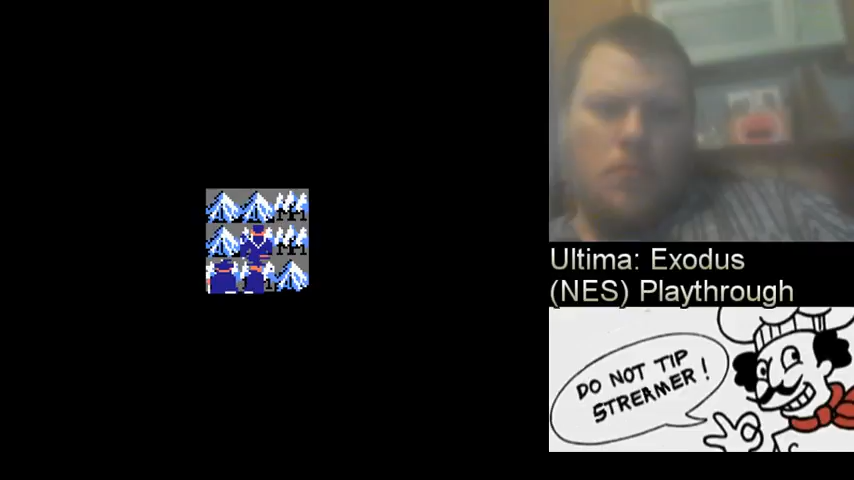 Ultima: Exodus
(NES) Playthrough
DO NOT TIP
STREAMER!